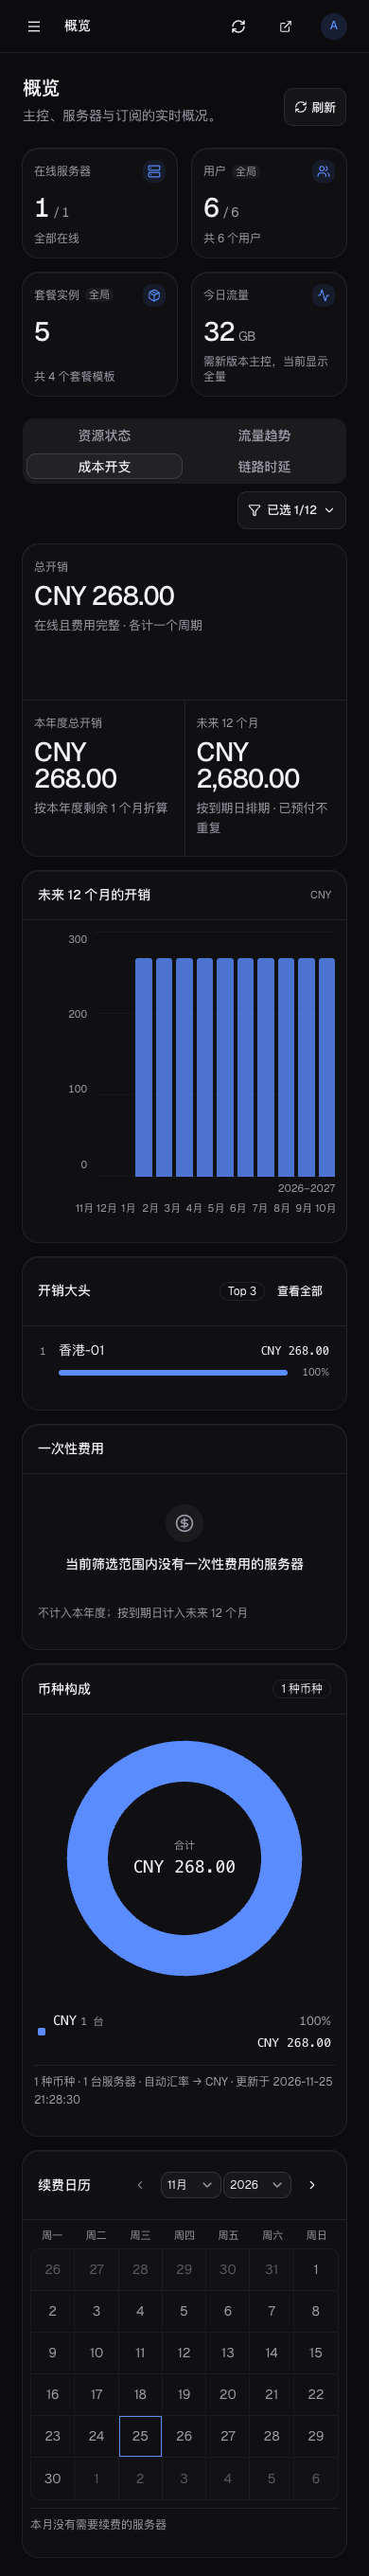 概览
A
概览
主控、服务器与订阅的实时概况。
刷新
在线服务器
1 / 1
全部在线
用户 全局
6 / 6
共 6 个用户
套餐实例 全局
5
共 4 个套餐模板
今日流量
32 GB
需新版本主控，当前显示
全量
资源状态
流量趋势
成本开支
链路时延
已选 1/12
总开销
CNY 268.00
在线且费用完整 · 各计一个周期
本年度总开销
CNY
268.00
按本年度剩余 1 个月折算
未来 12 个月
CNY
2,680.00
按到期日排期 · 已预付不
重复
未来 12 个月的开销
CNY
300
200
100
0
2026–2027
11月 12月 1月 2月 3月 4月 5月 6月 7月 8月 9月 10月
开销大头
Top 3
查看全部
1 香港-01 CNY 268.00
100%
一次性费用
当前筛选范围内没有一次性费用的服务器
不计入本年度；按到期日计入未来 12 个月
币种构成
1 种币种
合计
CNY 268.00
CNY 1 台
100%
CNY 268.00
1 种币种 · 1 台服务器 · 自动汇率 → CNY · 更新于 2026-11-25
21:28:30
续费日历
11月
2026
周一 周二 周三 周四 周五 周六 周日
26 27 28 29 30 31 1
2 3 4 5 6 7 8
9 10 11 12 13 14 15
16 17 18 19 20 21 22
23 24 25 26 27 28 29
30 1 2 3 4 5 6
本月没有需要续费的服务器